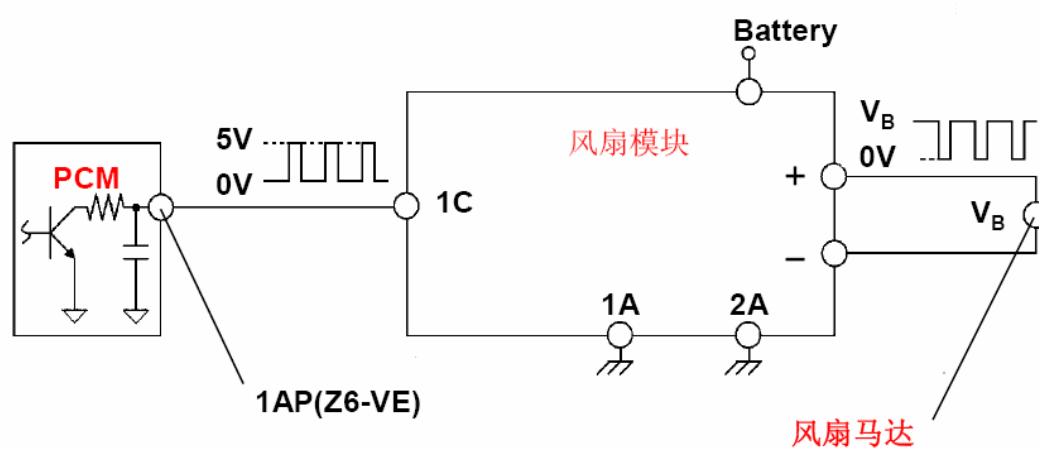 Battery
5V
0V
PCM
风扇模块
V_B
0V
1C
+
V_B
−
1A
2A
1AP(Z6-VE)
风扇马达